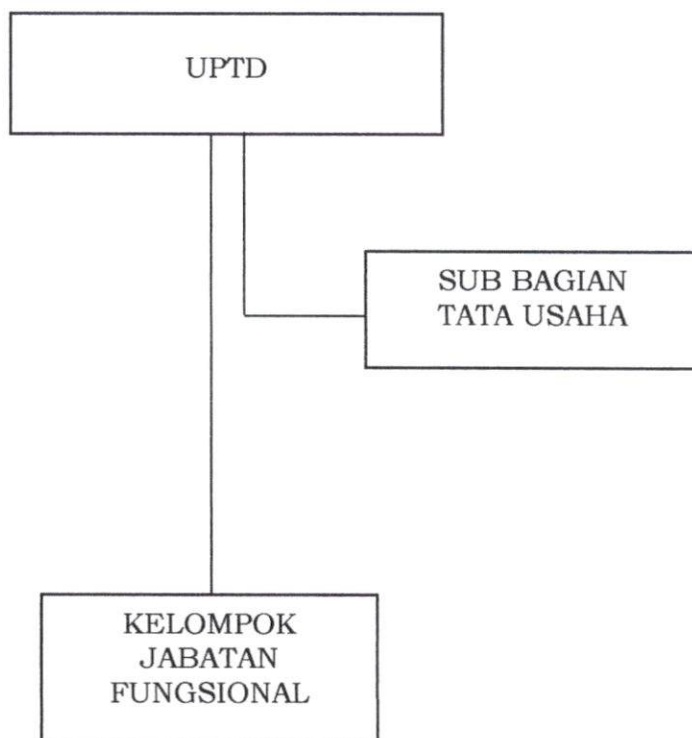 UPTD
SUB BAGIAN
TATA USAHA
KELOMPOK
JABATAN
FUNGSIONAL